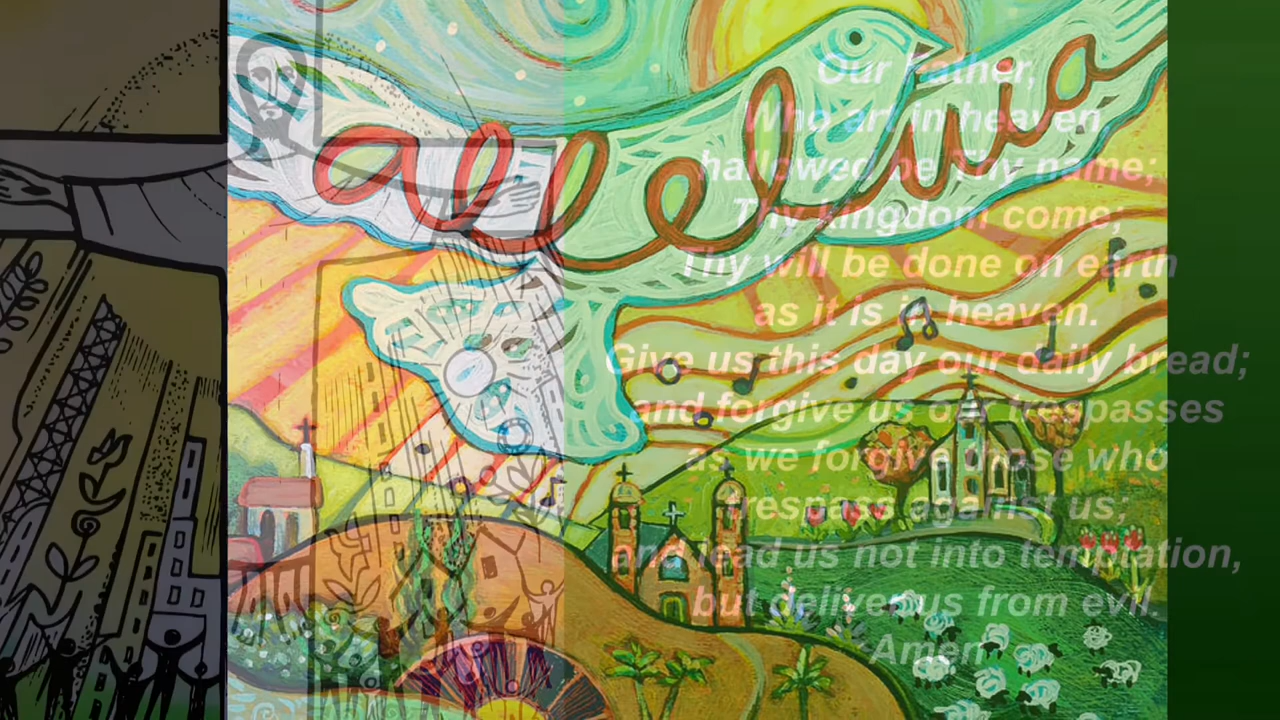 alleluia
Our Father,
Who art in heaven
hallowed be Thy name;
Thy kingdom come;
Thy will be done on earth
as it is in heaven.
Give us this day our daily bread;
and forgive us our trespasses
as we forgive those who
trespass against us;
and lead us not into temptation,
but deliver us from evil.
Amen